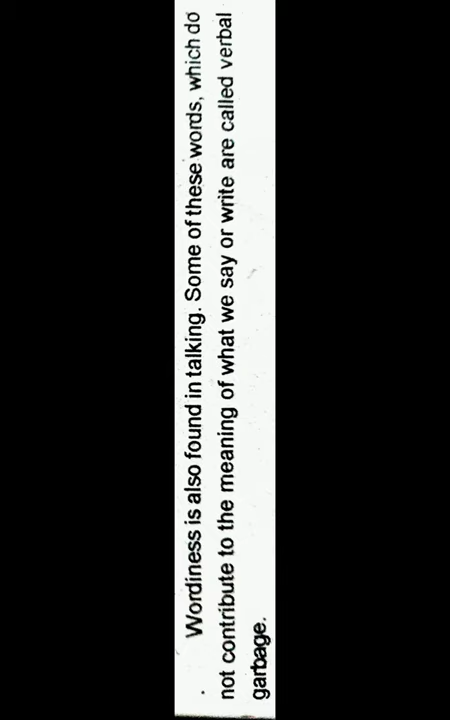 Wordiness is also found in talking. Some of these words, which do
not contribute to the meaning of what we say or write are called verbal
garbage.